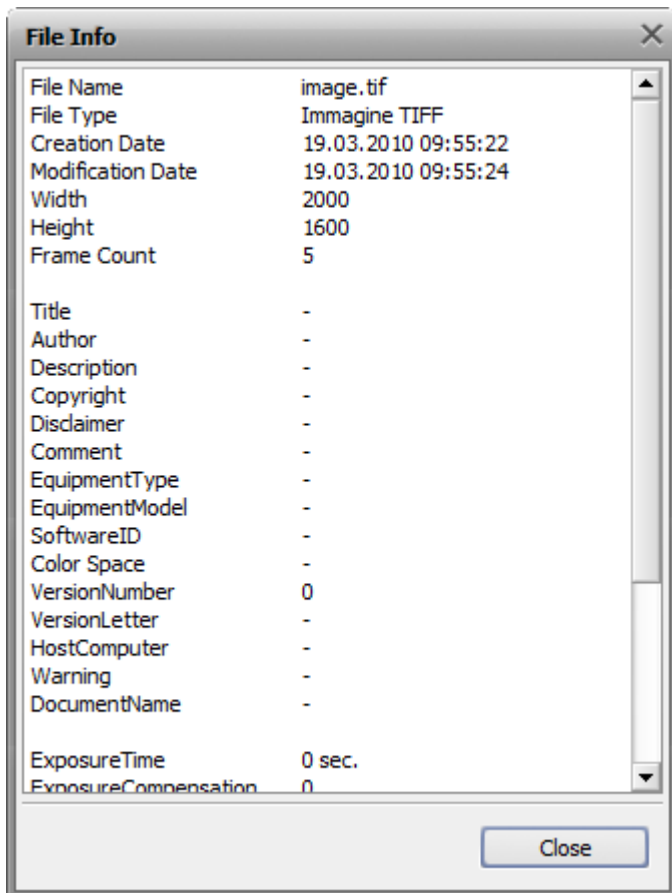 File Info
File Name image.tif
File Type Immagine TIFF
Creation Date 19.03.2010 09:55:22
Modification Date 19.03.2010 09:55:24
Width 2000
Height 1600
Frame Count 5
Title -
Author -
Description -
Copyright -
Disclaimer -
Comment -
EquipmentType -
EquipmentModel -
SoftwareID -
Color Space -
VersionNumber 0
VersionLetter -
HostComputer -
Warning -
DocumentName -
ExposureTime 0 sec.
ExposureCompensation 0
Close